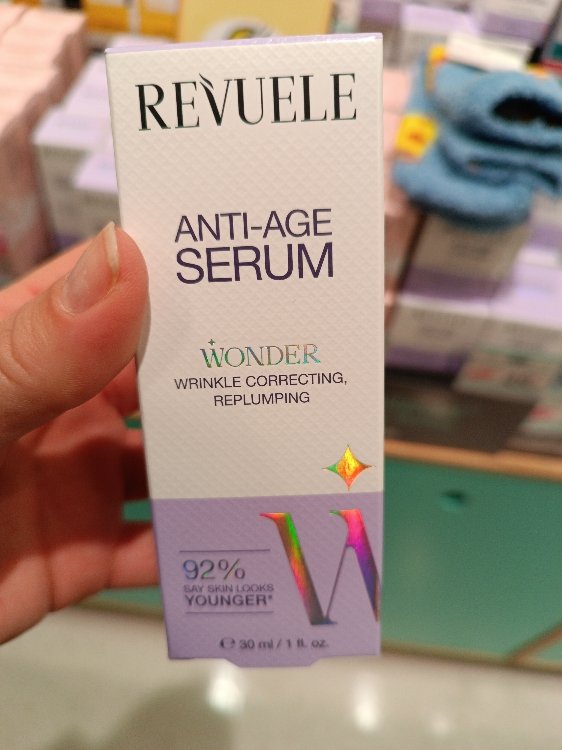 REVUELE
ANTI-AGE
SERUM
WONDER
WRINKLE CORRECTING,
REPLUMPING
W
92%
SAY SKIN LOOKS
YOUNGER*
℮ 30 ml / 1 fl. oz.